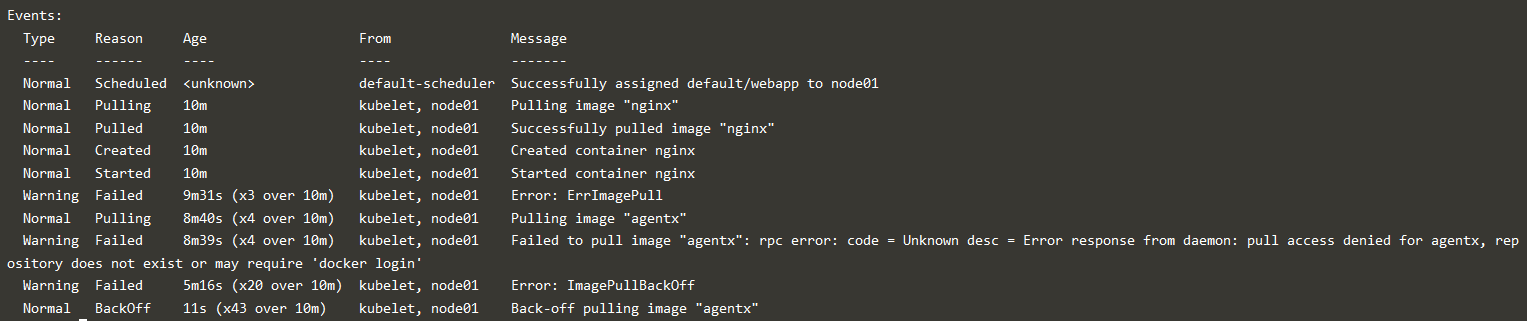 Events:
  Type     Reason     Age                  From               Message
  ----     ------     ----                 ----               -------
  Normal   Scheduled  <unknown>            default-scheduler  Successfully assigned default/webapp to node01
  Normal   Pulling    10m                  kubelet, node01    Pulling image "nginx"
  Normal   Pulled     10m                  kubelet, node01    Successfully pulled image "nginx"
  Normal   Created    10m                  kubelet, node01    Created container nginx
  Normal   Started    10m                  kubelet, node01    Started container nginx
  Warning  Failed     9m31s (x3 over 10m)  kubelet, node01    Error: ErrImagePull
  Normal   Pulling    8m40s (x4 over 10m)  kubelet, node01    Pulling image "agentx"
  Warning  Failed     8m39s (x4 over 10m)  kubelet, node01    Failed to pull image "agentx": rpc error: code = Unknown desc = Error response from daemon: pull access denied for agentx, rep
ository does not exist or may require 'docker login'
  Warning  Failed     5m16s (x20 over 10m)  kubelet, node01    Error: ImagePullBackOff
  Normal   BackOff    11s (x43 over 10m)    kubelet, node01    Back-off pulling image "agentx"